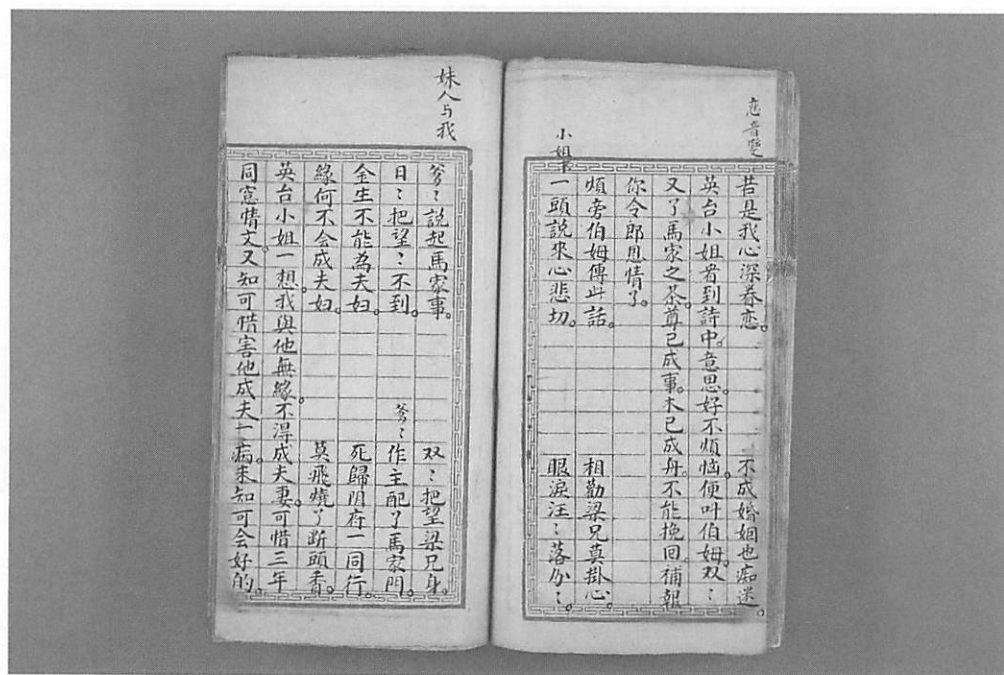 若是我心深眷恋。 不成婚姻也痴迷。
英台小姐看到詩中。意思。好不煩恼。便叫伯姆。双〻
又了馬家之茶。尊已成事。木已成舟。不能挽回。補報
你令郎恩情了。
煩旁伯姆傳此話。 相勸梁兄莫掛心。
小姐
一頭說來心悲切。 眼淚汪〻落分〻。
妹人与我
爹〻說起馬家事。 双〻把望梁兄身。
日〻把望〻不到。 爹〻作主配了馬家門。
金生不能為夫妇。 死歸阴府一同行。
緣何不会成夫妇。 莫飛燒了断頭香。
英台小姐一想。我與他無緣。不得成夫妻。可惜三年
同窓情文。又知可惜害他成夫一病。未知可会好的。